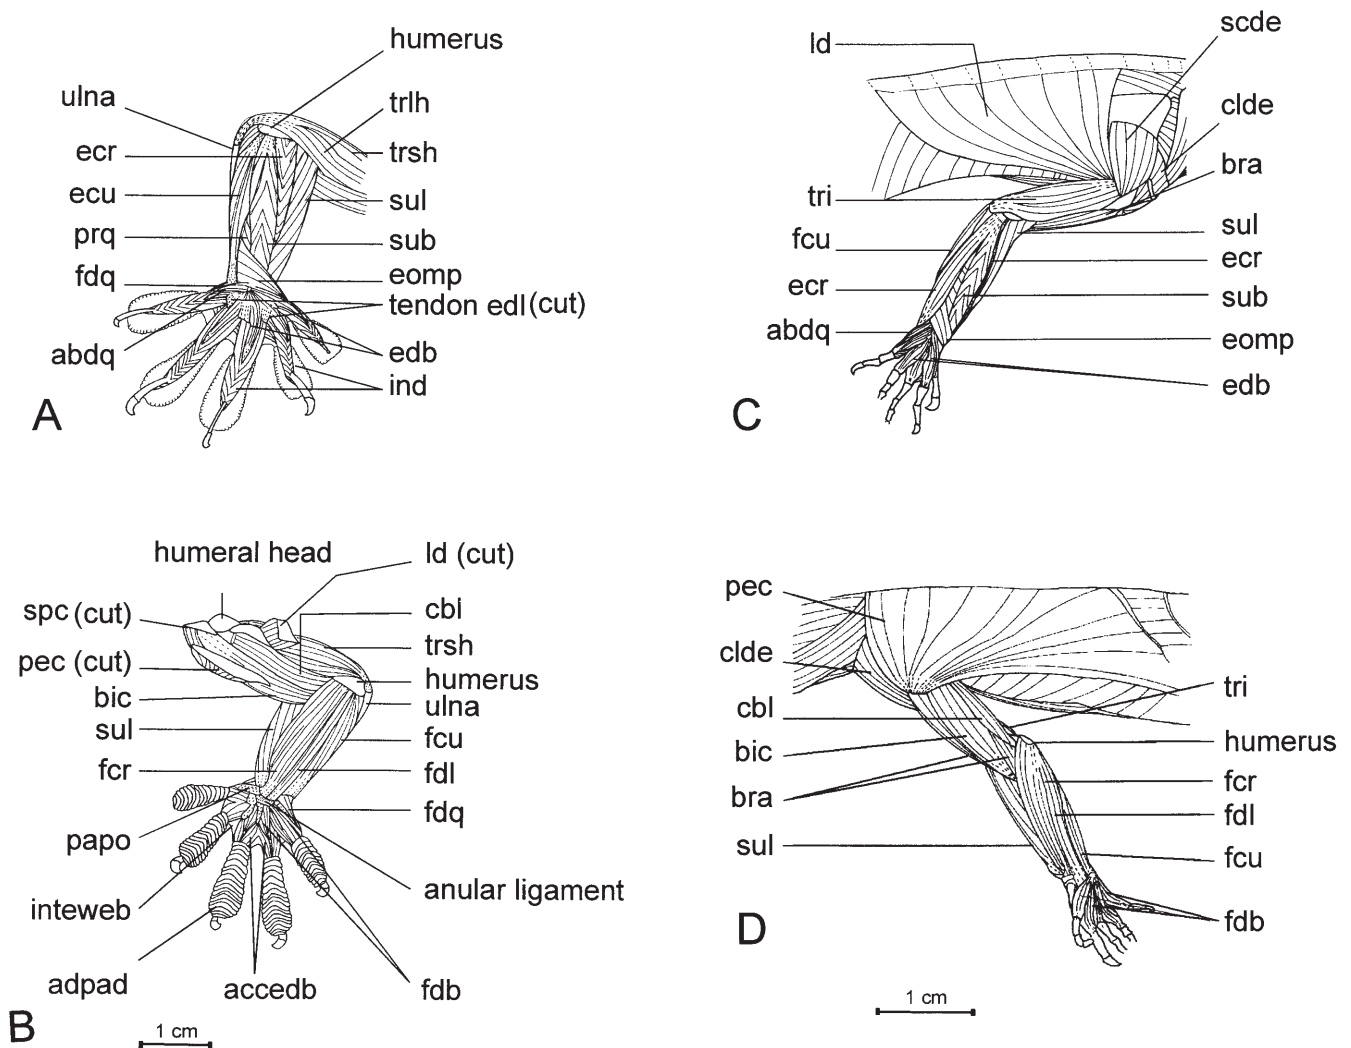 humerus
ulna
trlh
ecr
trsh
ecu
sul
prq
sub
fdq
eomp
tendon edl (cut)
abdq
edb
ind
A
scde
ld
clde
bra
tri
sul
fcu
ecr
ecr
sub
abdq
eomp
edb
C
humeral head
ld (cut)
spc (cut)
cbl
trsh
pec (cut)
humerus
bic
ulna
sul
fcu
fcr
fdl
fdq
papo
anular ligament
inteweb
adpad
accedb
fdb
B
1 cm
pec
clde
tri
cbl
humerus
bic
fcr
bra
fdl
sul
fcu
fdb
D
1 cm